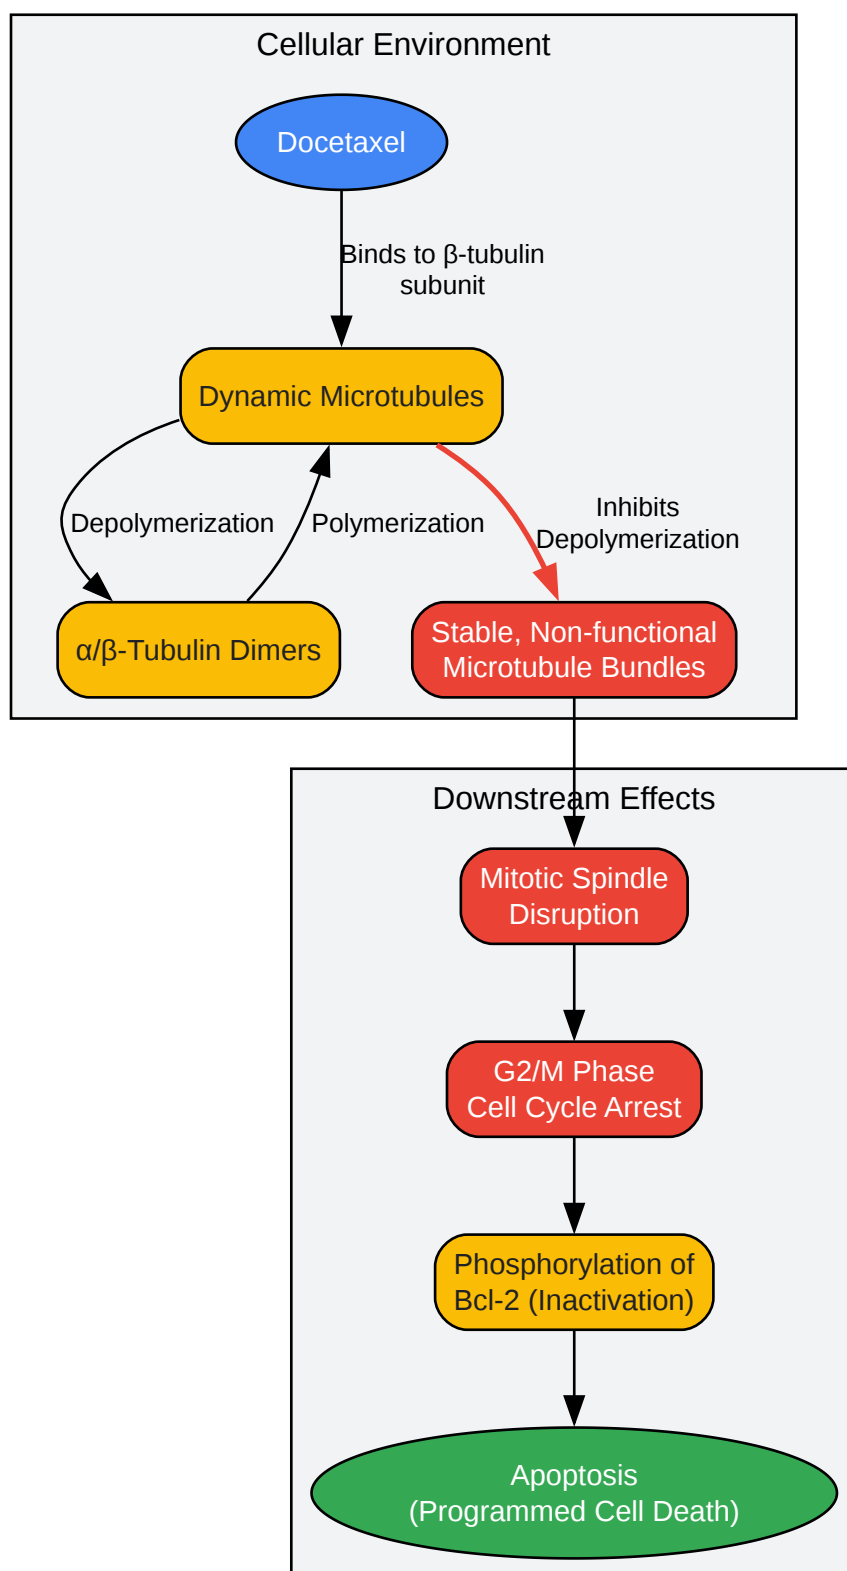 Cellular Environment
Docetaxel
Binds to β-tubulin
subunit
Dynamic Microtubules
Depolymerization
Polymerization
Inhibits
Depolymerization
α/β-Tubulin Dimers
Stable, Non-functional
Microtubule Bundles
Downstream Effects
Mitotic Spindle
Disruption
G2/M Phase
Cell Cycle Arrest
Phosphorylation of
Bcl-2 (Inactivation)
Apoptosis
(Programmed Cell Death)